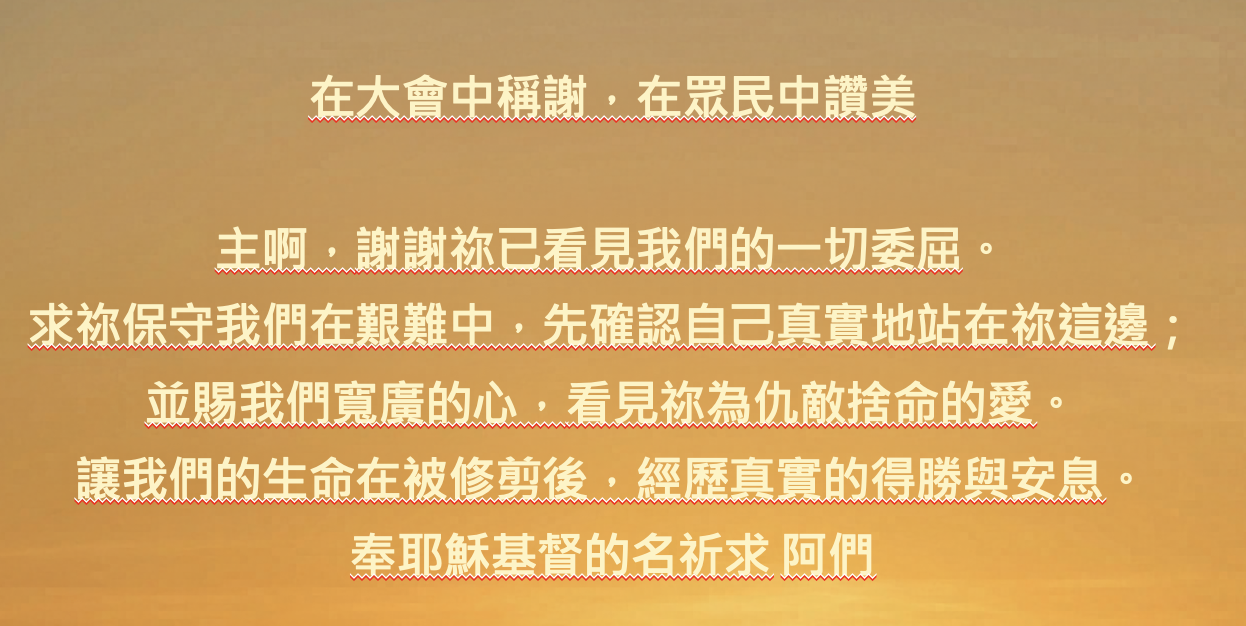 在大會中稱謝，在眾民中讚美
主啊，謝謝祢已看見我們的一切委屈。
求祢保守我們在艱難中，先確認自己真實地站在祢這邊；
並賜我們寬廣的心，看見祢為仇敵捨命的愛。
讓我們的生命在被修剪後，經歷真實的得勝與安息。
奉耶穌基督的名祈求 阿們